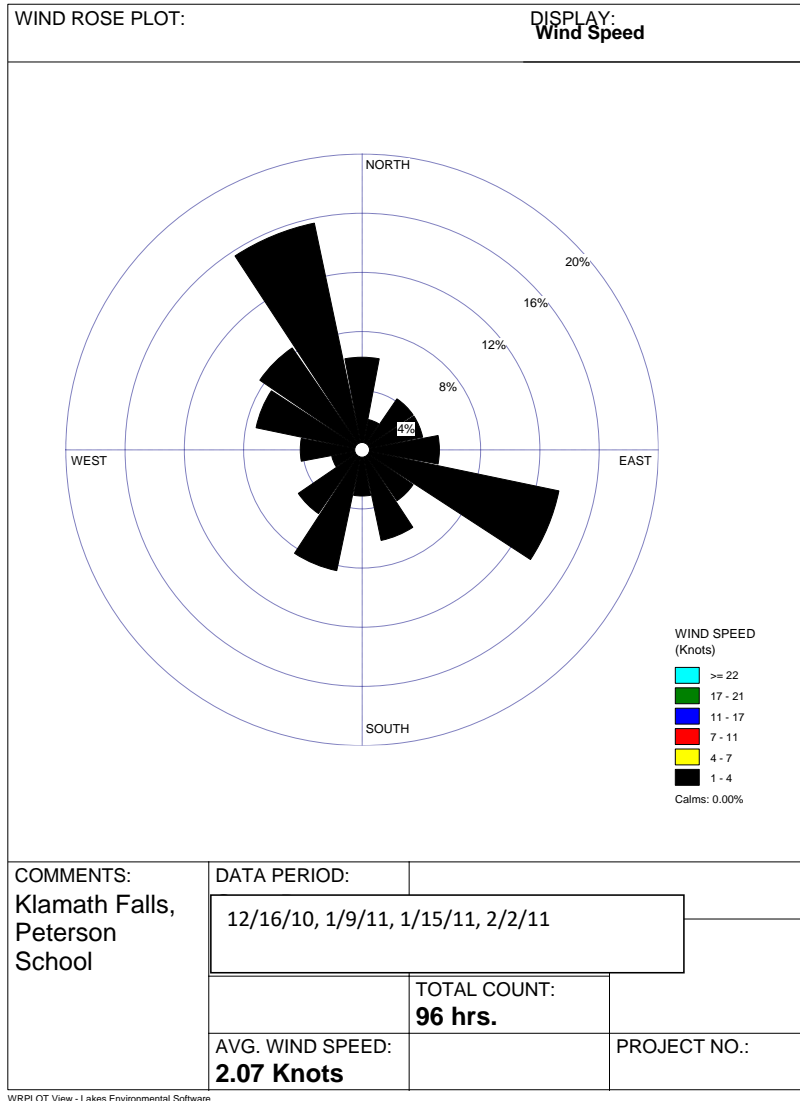 WIND ROSE PLOT:
DISPLAY:
Wind Speed
NORTH
20%
16%
12%
8%
4%
WEST
EAST
SOUTH
WIND SPEED
(Knots)
>= 22
17 - 21
11 - 17
7 - 11
4 - 7
1 - 4
Calms: 0.00%
COMMENTS:
Klamath Falls,
Peterson
School
DATA PERIOD:
12/16/10, 1/9/11, 1/15/11, 2/2/11
TOTAL COUNT:
96 hrs.
AVG. WIND SPEED:
2.07 Knots
PROJECT NO.:
WRPLOT View - Lakes Environmental Software